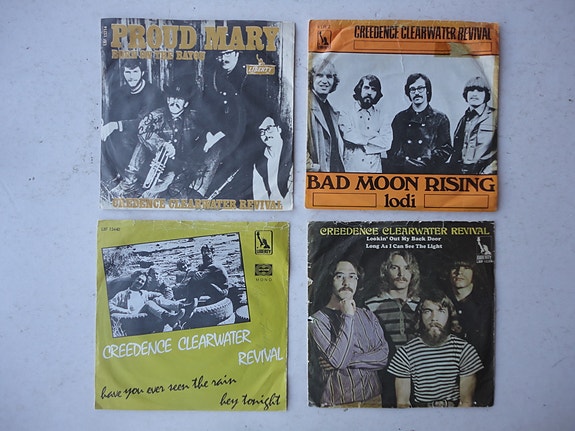 PROUD MARY
BORN ON THE BAYOU
LIBERTY
CREEDENCE CLEARWATER REVIVAL
CREEDENCE CLEARWATER REVIVAL
BAD MOON RISING
lodi
LIBERTY
MONO
CREEDENCE CLEARWATER
REVIVAL
have you ever seen the rain
hey tonight
CREEDENCE CLEARWATER REVIVAL
Lookin' Out My Back Door
Long As I Can See The Light
LIBERTY